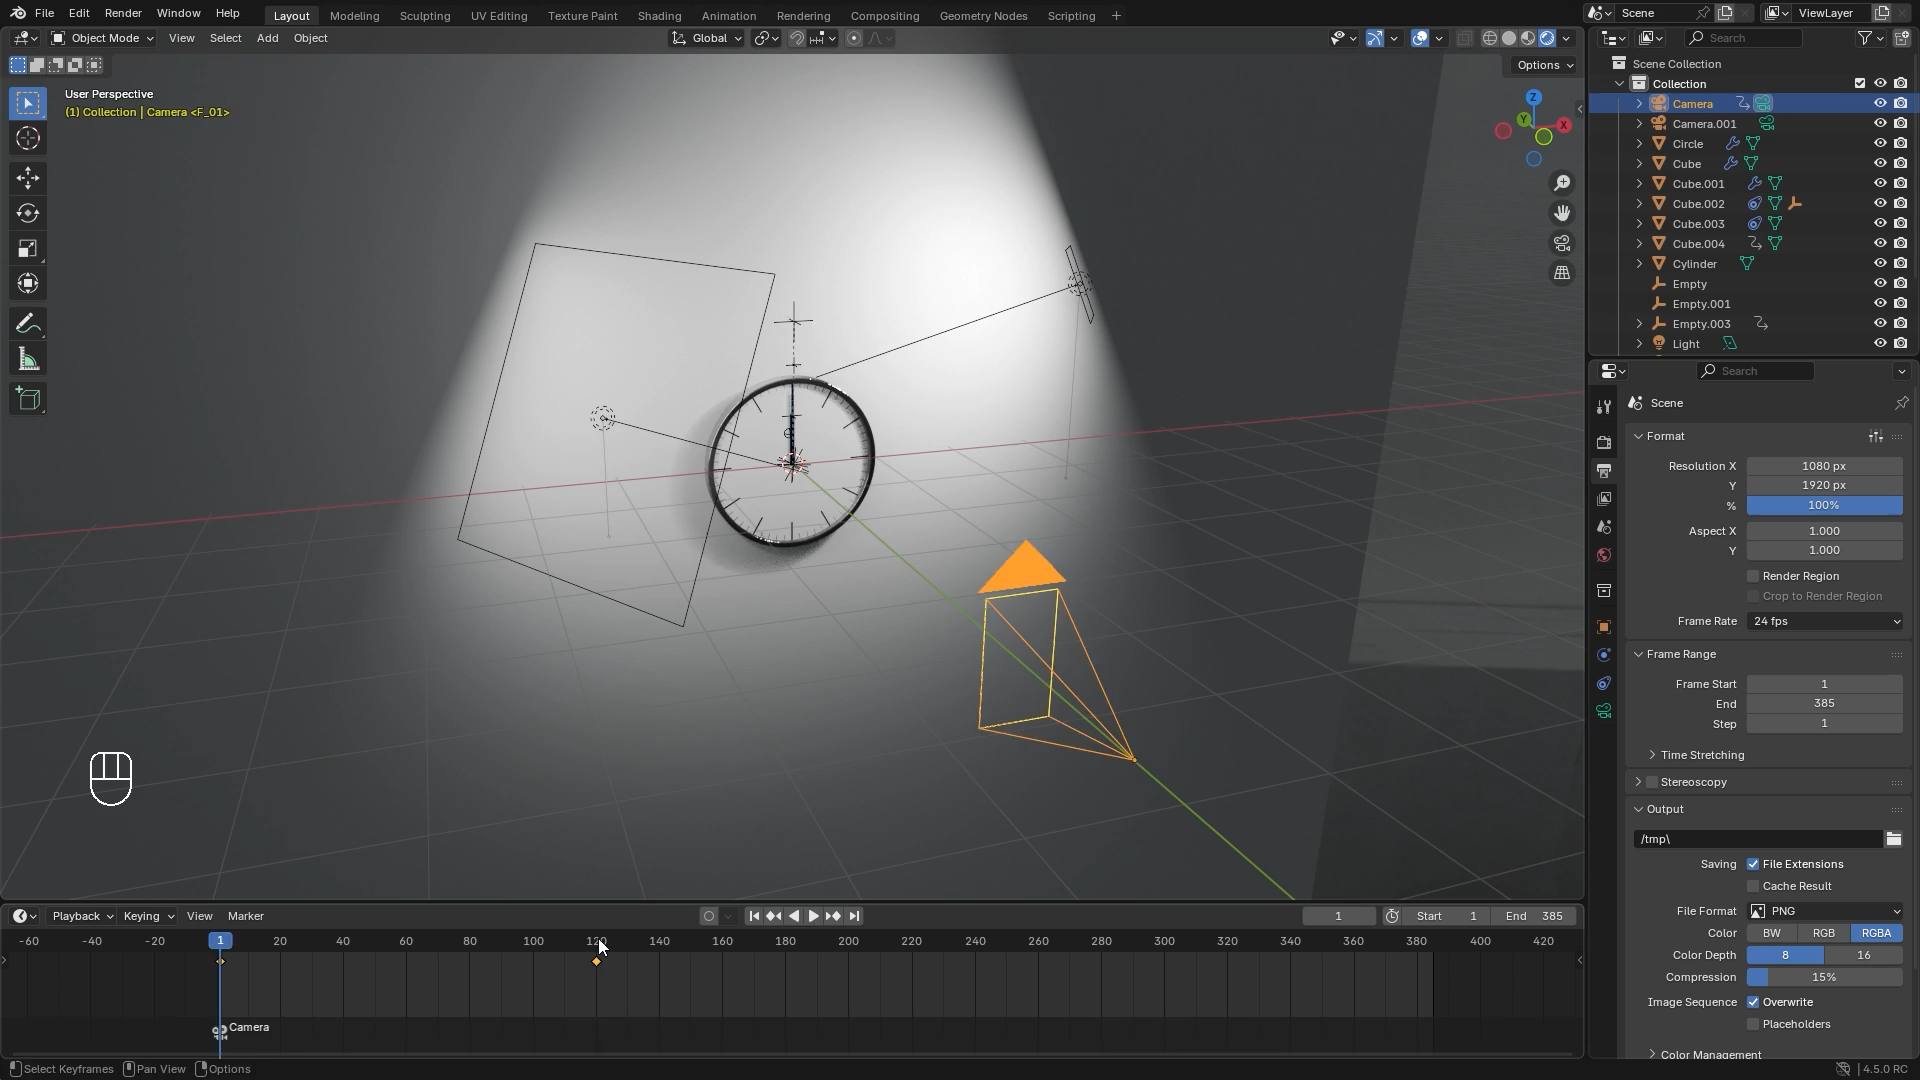 File Edit Render Window Help Layout Modeling Sculpting UV Editing Texture Paint Shading Animation Rendering Compositing Geometry Nodes Scripting + Scene ViewLayer
Object Mode View Select Add Object Global Search
Options
User Perspective
(1) Collection | Camera <F_01>
Z
Y
X
Scene Collection
Collection
Camera
Camera.001
Circle
Cube
Cube.001
Cube.002
Cube.003
Cube.004
Cylinder
Empty
Empty.001
Empty.003
Light
Search
Scene
Format
Resolution X 1080 px
Y 1920 px
% 100%
Aspect X 1.000
Y 1.000
Render Region
Crop to Render Region
Frame Rate 24 fps
Frame Range
Frame Start 1
End 385
Step 1
Time Stretching
Stereoscopy
Output
/tmp\
Saving File Extensions
Cache Result
File Format PNG
Color BW RGB RGBA
Color Depth 8 16
Compression 15%
Image Sequence Overwrite
Placeholders
Color Management
Playback Keying View Marker 1 Start 1 End 385
-60 -40 -20 1 20 40 60 80 100 120 140 160 180 200 220 240 260 280 300 320 340 360 380 400 420
Camera
Select Keyframes Pan View Options 4.5.0 RC